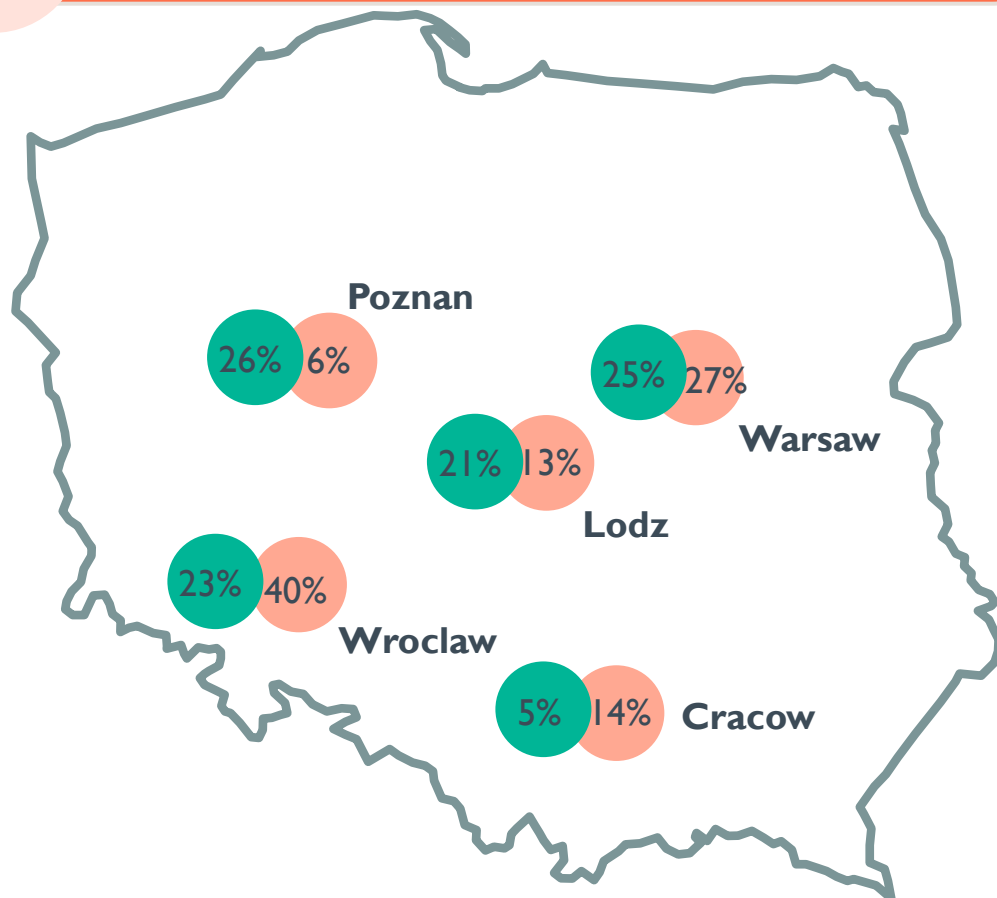 Poznan
26% 6%
25% 27%
Warsaw
21% 13%
Lodz
23% 40%
Wroclaw
5% 14% Cracow